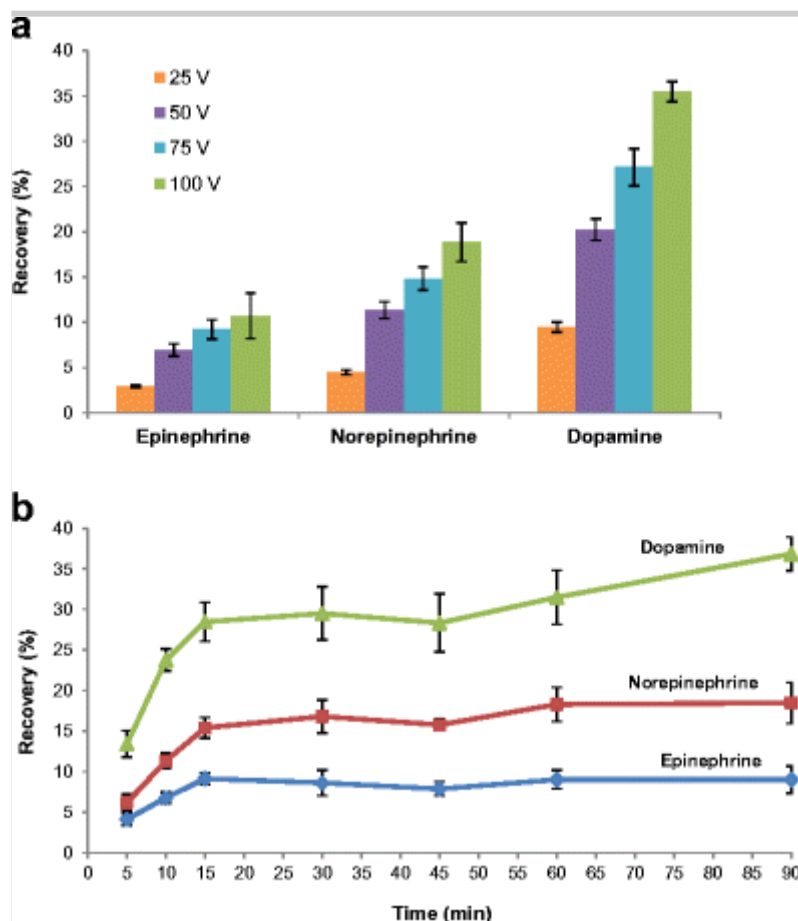 a
40
35
30
25
20
15
10
5
0
Recovery (%)
25 V
50 V
75 V
100 V
Epinephrine Norepinephrine Dopamine
b
40
35
30
25
20
15
10
5
0
Recovery (%)
Dopamine
Norepinephrine
Epinephrine
0 5 10 15 20 25 30 35 40 45 50 55 60 65 70 75 80 85 90
Time (min)